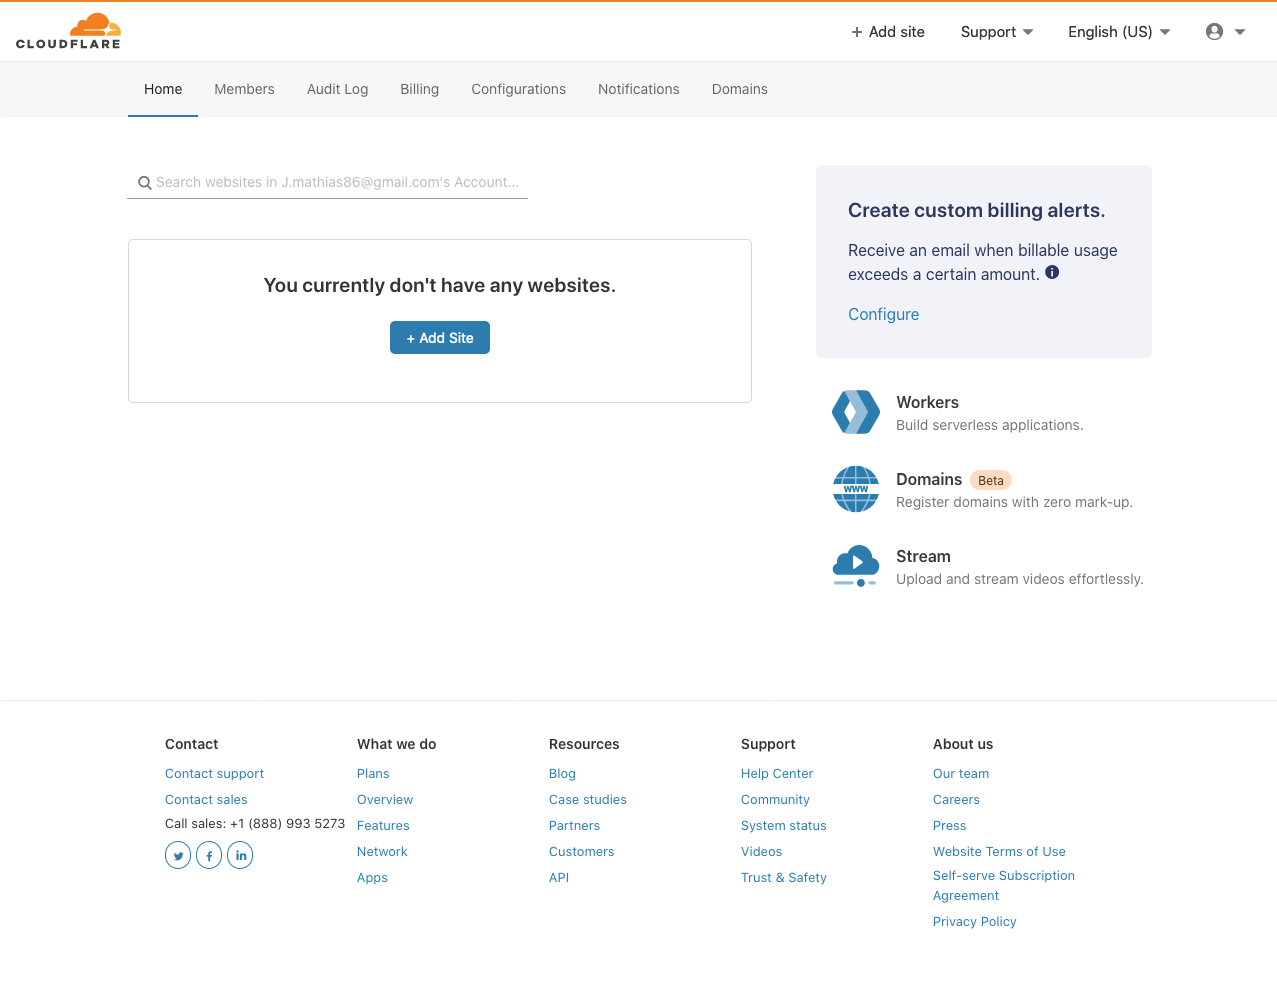 CLOUDFLARE
+ Add site
Support
English (US)
Home
Members
Audit Log
Billing
Configurations
Notifications
Domains
Search websites in J.mathias86@gmail.com's Account...
You currently don't have any websites.
+ Add Site
Create custom billing alerts.
Receive an email when billable usage
exceeds a certain amount.
Configure
Workers
Build serverless applications.
Domains Beta
Register domains with zero mark-up.
Stream
Upload and stream videos effortlessly.
Contact
Contact support
Contact sales
Call sales: +1 (888) 993 5273
What we do
Plans
Overview
Features
Network
Apps
Resources
Blog
Case studies
Partners
Customers
API
Support
Help Center
Community
System status
Videos
Trust & Safety
About us
Our team
Careers
Press
Website Terms of Use
Self-serve Subscription
Agreement
Privacy Policy